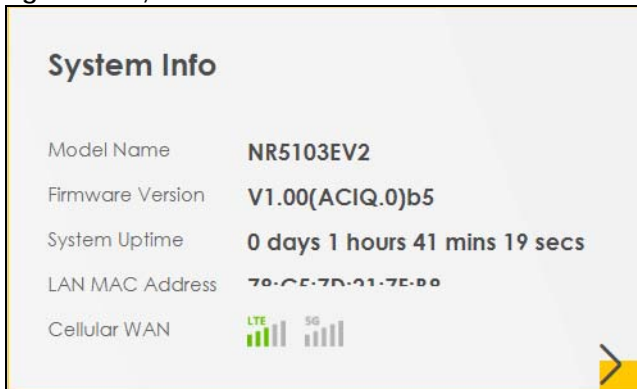 System Info
Model Name NR5103EV2
Firmware Version V1.00(ACIQ.0)b5
System Uptime 0 days 1 hours 41 mins 19 secs
LAN MAC Address
Cellular WAN LTE 5G